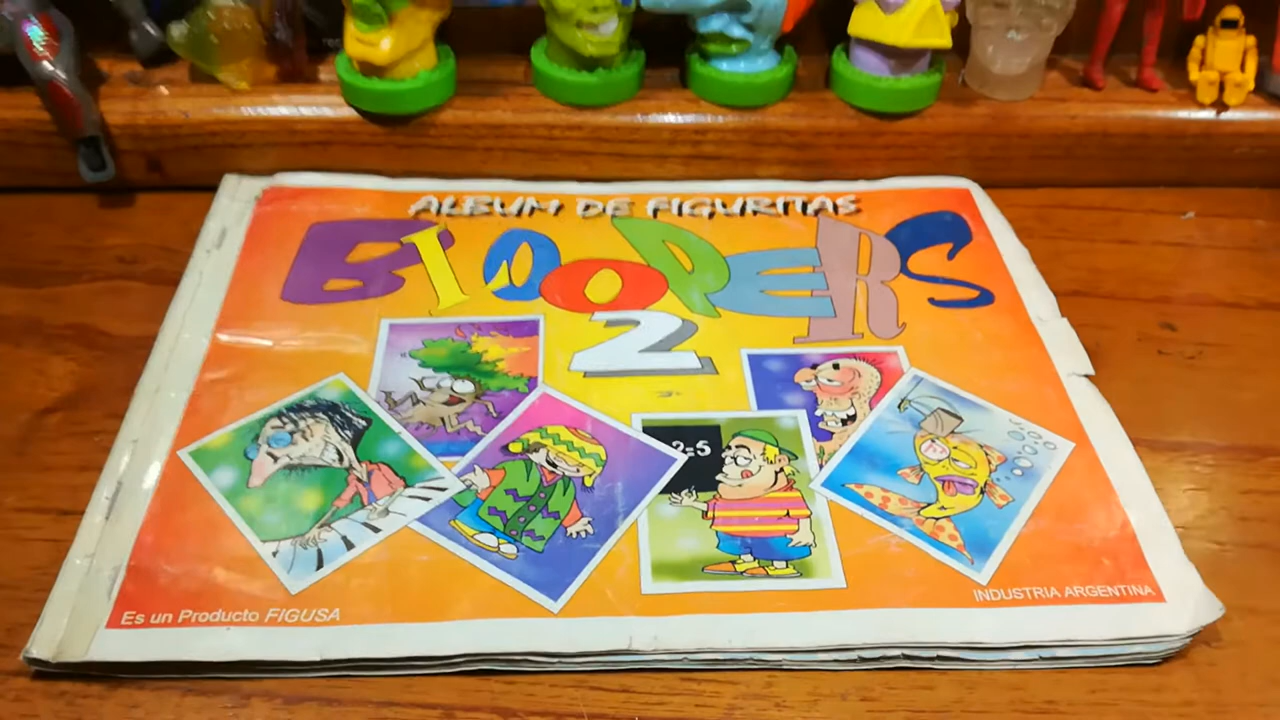 ALBUM DE FIGURITAS
BLOOPERS
2
2=5
Es un Producto FIGUSA
INDUSTRIA ARGENTINA